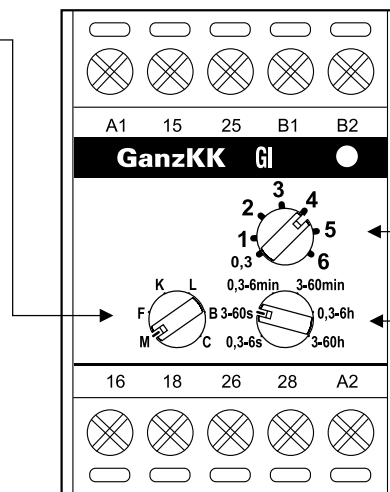 A1 15 25 B1 B2
GanzKK GI
3
2 4
1 5
0,3 6
K L
F B
M C
0,3-6min 3-60min
3-60s 0,3-6h
0,3-6s 3-60h
16 18 26 28 A2